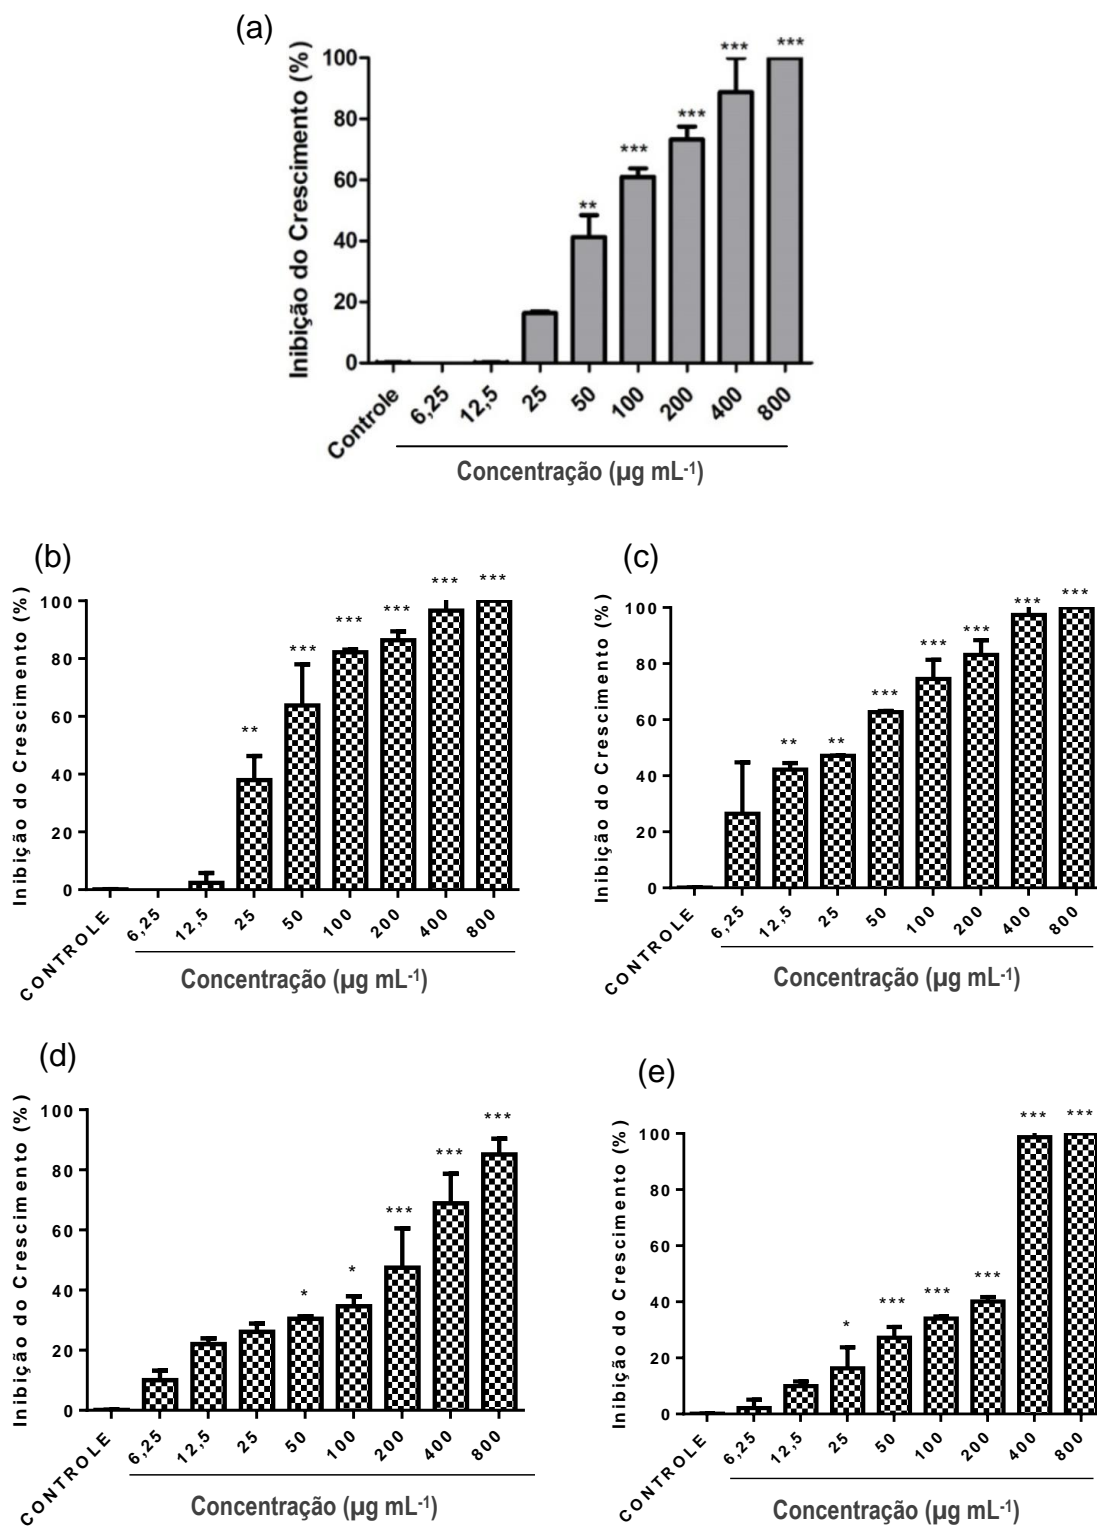 (a)
Inibição do Crescimento (%)
100
80
60
40
20
0
** *** *** *** ***
Controle 6,25 12,5 25 50 100 200 400 800
Concentração (µg mL-1)
(b)
Inibição do Crescimento (%)
100
80
60
40
20
0
** *** *** *** *** ***
CONTROLE 6,25 12,5 25 50 100 200 400 800
Concentração (µg mL-1)
(c)
Inibição do Crescimento (%)
100
80
60
40
20
0
** ** *** *** *** *** ***
CONTROLE 6,25 12,5 25 50 100 200 400 800
Concentração (µg mL-1)
(d)
Inibição do Crescimento (%)
100
80
60
40
20
0
* * *** *** ***
CONTROLE 6,25 12,5 25 50 100 200 400 800
Concentração (µg mL-1)
(e)
Inibição do Crescimento (%)
100
80
60
40
20
0
* *** *** *** *** ***
CONTROLE 6,25 12,5 25 50 100 200 400 800
Concentração (µg mL-1)